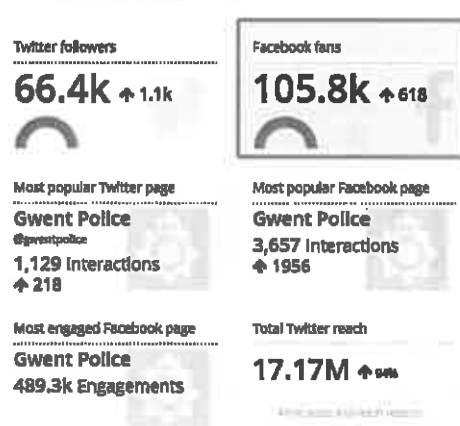 Twitter followers
66.4k ↑ 1.1k
Facebook fans
105.8k ↑ 618
Most popular Twitter page
Gwent Police
@gwentpolice
1,129 Interactions
↑ 218
Most popular Facebook page
Gwent Police
3,657 Interactions
↑ 1956
Most engaged Facebook page
Gwent Police
489.3k Engagements
Total Twitter reach
17.17M ↑